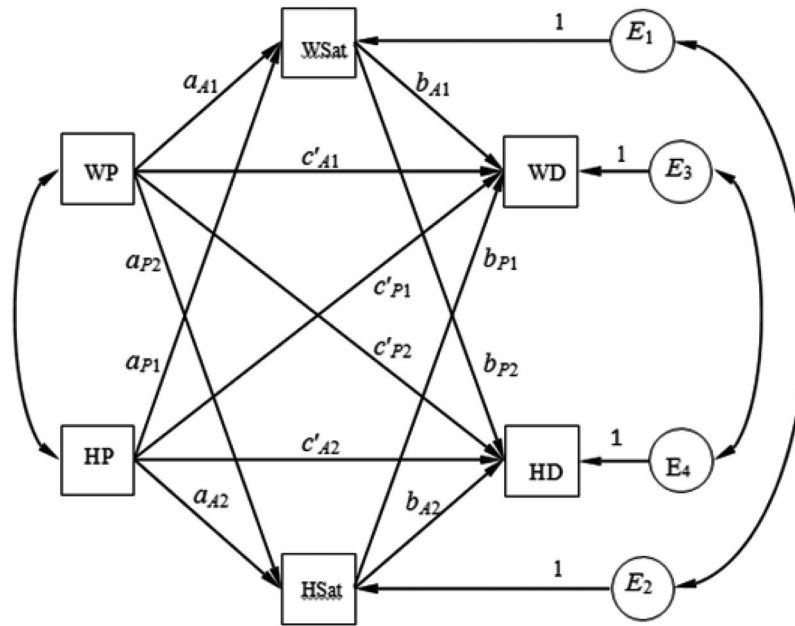 WSat
1
E1
aA1
bA1
WP
c'A1
WD
1
E3
aP2
bP1
c'P1
c'P2
aP1
bP2
HP
c'A2
HD
1
E4
aA2
bA2
HSat
1
E2